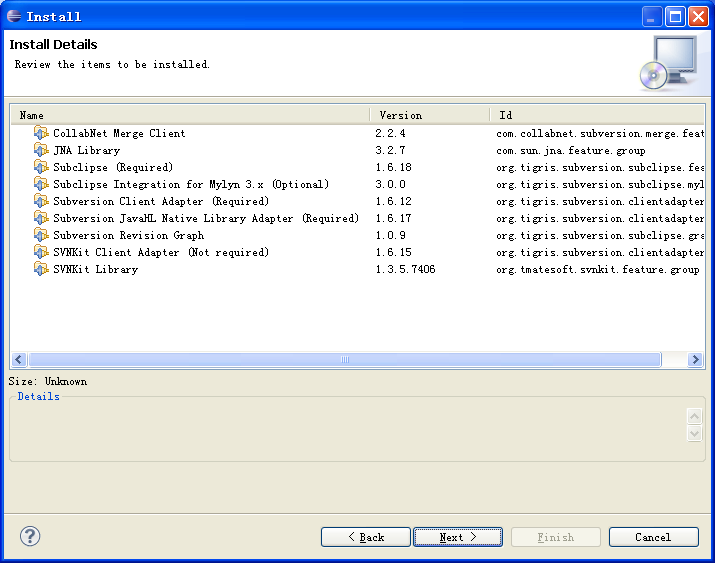 Install
Install Details
Review the items to be installed.
Name Version Id
CollabNet Merge Client 2.2.4 com.collabnet.subversion.merge.feat
JNA Library 3.2.7 com.sun.jna.feature.group
Subclipse (Required) 1.6.18 org.tigris.subversion.subclipse.fea
Subclipse Integration for Mylyn 3.x (Optional) 3.0.0 org.tigris.subversion.subclipse.myl
Subversion Client Adapter (Required) 1.6.12 org.tigris.subversion.clientadapter
Subversion JavaHL Native Library Adapter (Required) 1.6.17 org.tigris.subversion.clientadapter
Subversion Revision Graph 1.0.9 org.tigris.subversion.subclipse.gra
SVNKit Client Adapter (Not required) 1.6.15 org.tigris.subversion.clientadapter
SVNKit Library 1.3.5.7406 org.tmatesoft.svnkit.feature.group
Size: Unknown
Details
? < Back Next > Finish Cancel